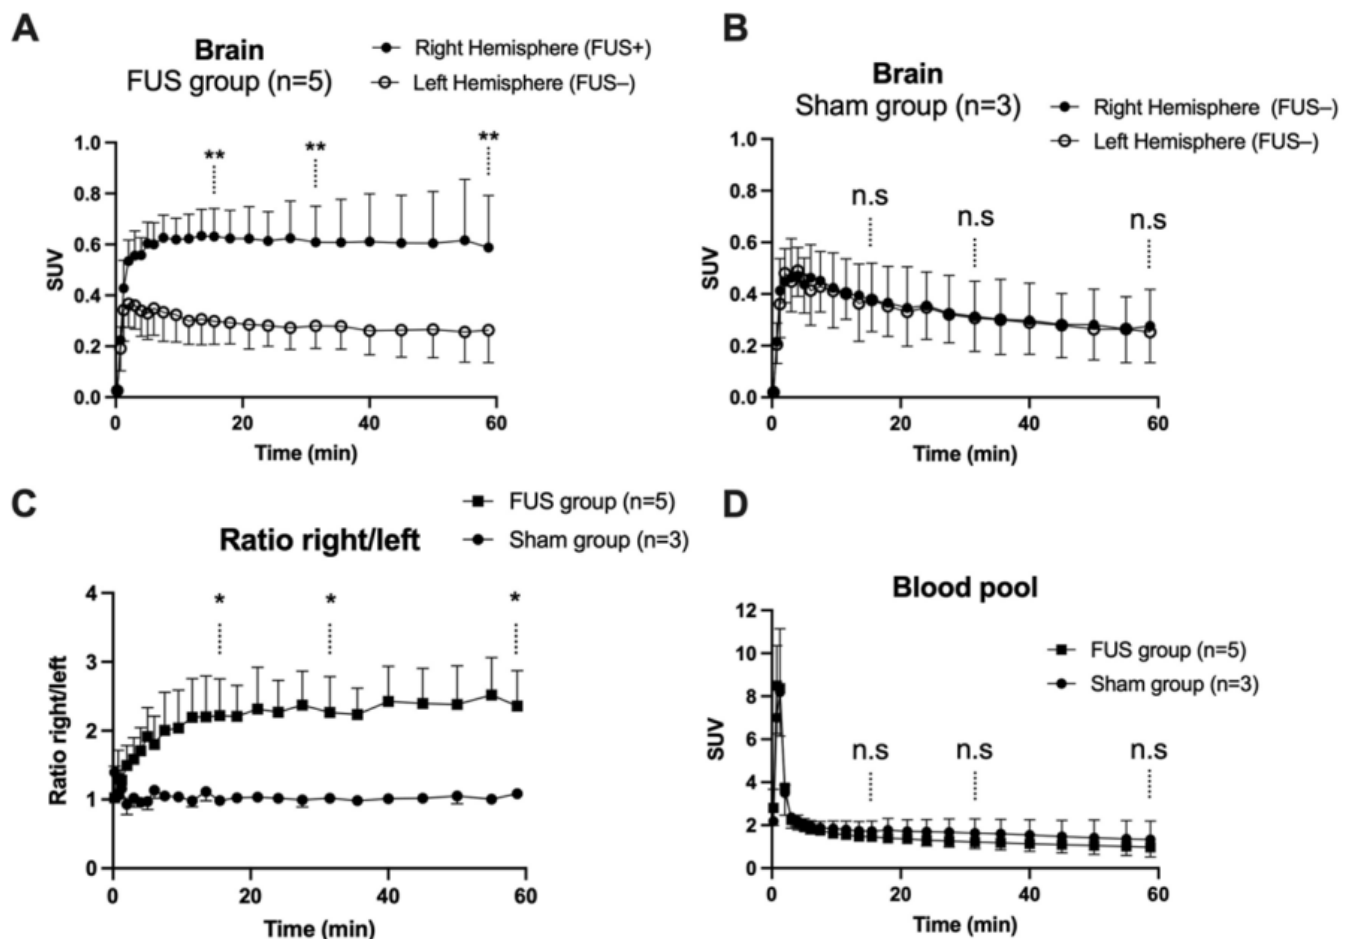 A
Brain
FUS group (n=5)
Right Hemisphere (FUS+)
Left Hemisphere (FUS–)
1.0
0.8
0.6
0.4
0.2
0.0
SUV
**
**
**
0
20
40
60
Time (min)
B
Brain
Sham group (n=3)
Right Hemisphere (FUS–)
Left Hemisphere (FUS–)
1.0
0.8
0.6
0.4
0.2
0.0
SUV
n.s
n.s
n.s
0
20
40
60
Time (min)
C
Ratio right/left
FUS group (n=5)
Sham group (n=3)
4
3
2
1
0
Ratio right/left
*
*
*
0
20
40
60
Time (min)
D
Blood pool
FUS group (n=5)
Sham group (n=3)
12
10
8
6
4
2
0
SUV
n.s
n.s
n.s
0
20
40
60
Time (min)